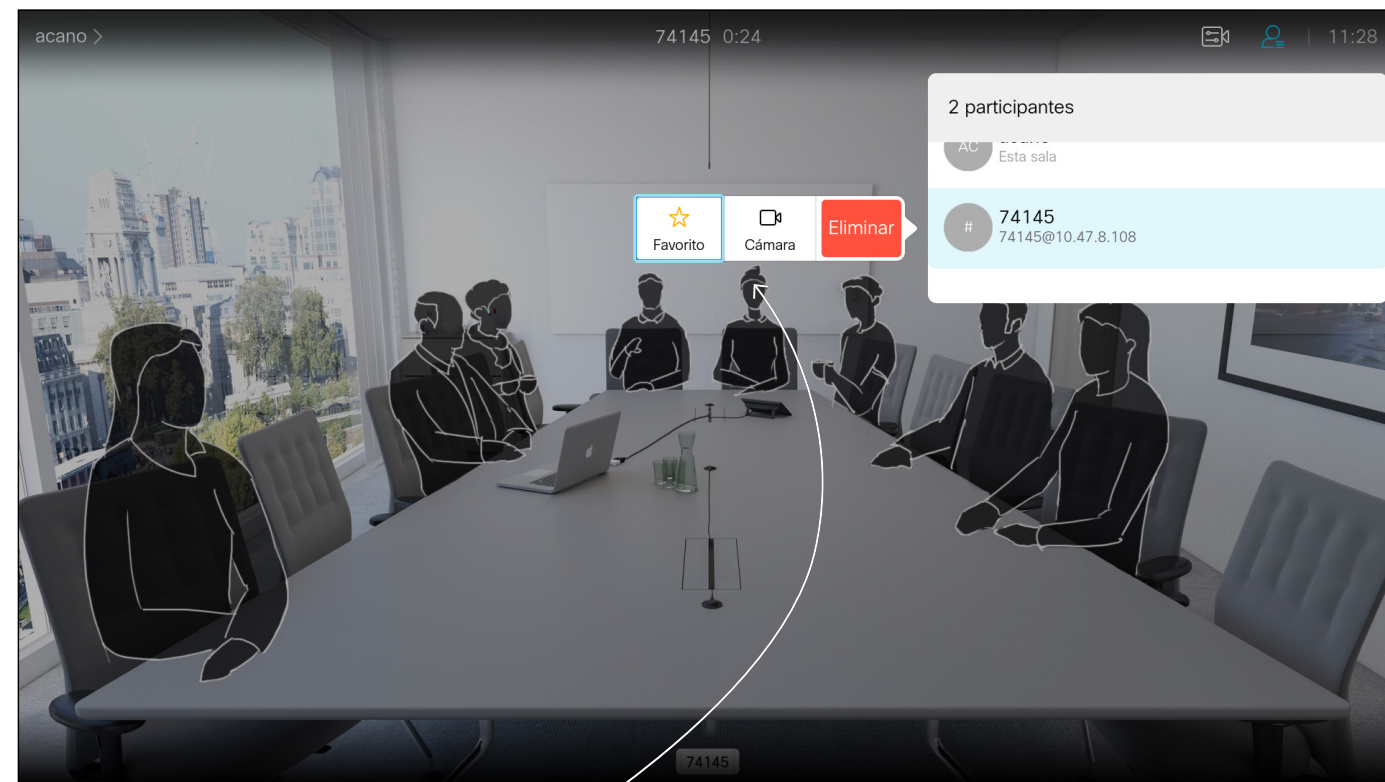 acano >
74145 0:24
11:28
2 participantes
AC
Esta sala
#
74145
74145@10.47.8.108
Favorito
Cámara
Eliminar
74145